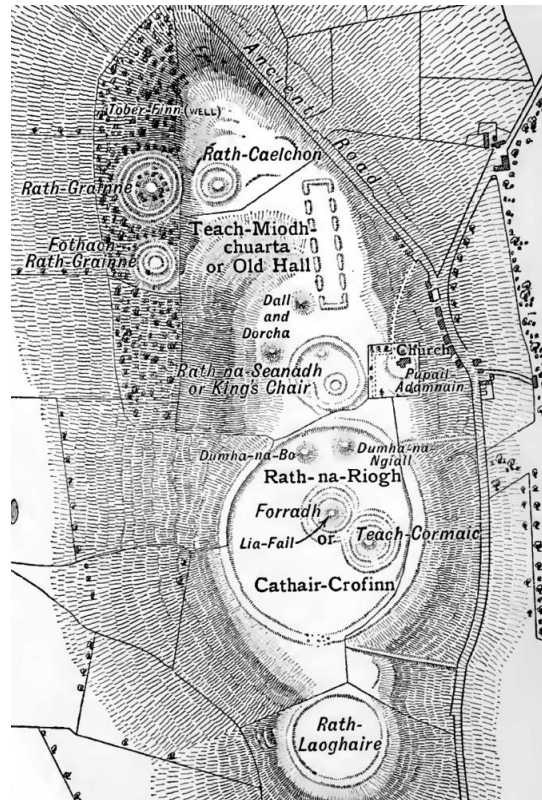 Ancient Road
Tober-Finn (WELL)
Rath-Caelchon
Rath-Grainne
Teach-Miodh-
chuarta
or Old Hall
Fothach-
Rath-Grainne
Dall
and
Dorcha
Church
Pupall
Adamnain
Rath-na-Seanadh
or King's Chair
Dumha-na-Bo
Dumha-na
Ngiall
Rath-na-Riogh
Forradh
Lia-Fail
or
Teach-Cormaic
Cathair-Crofinn
Rath-
Laoghaire